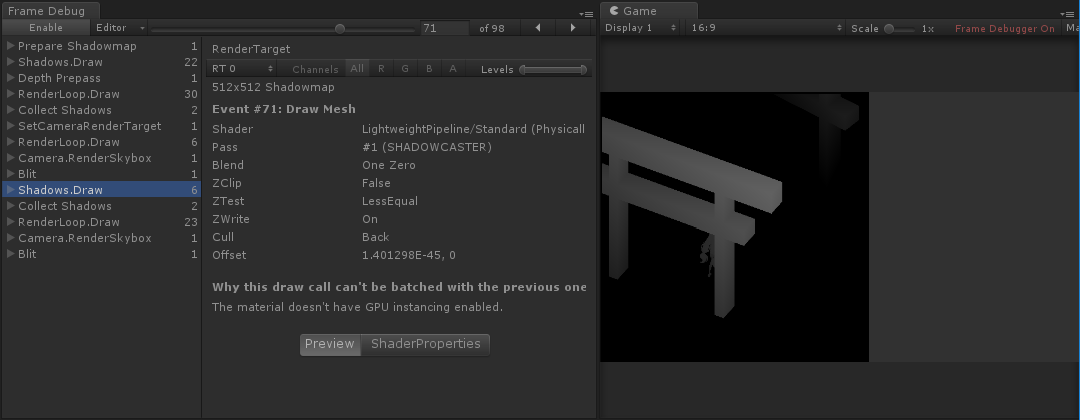 Frame Debug
Enable Editor 71 of 98
Prepare Shadowmap 1
Shadows.Draw 22
Depth Prepass 1
RenderLoop.Draw 30
Collect Shadows 2
SetCameraRenderTarget 1
RenderLoop.Draw 6
Camera.RenderSkybox 1
Blit 1
Shadows.Draw 6
Collect Shadows 2
RenderLoop.Draw 23
Camera.RenderSkybox 1
Blit 1
RenderTarget
RT 0 Channels All R G B A Levels
512x512 Shadowmap
Event #71: Draw Mesh
Shader LightweightPipeline/Standard (Physicall
Pass #1 (SHADOWCASTER)
Blend One Zero
ZClip False
ZTest LessEqual
ZWrite On
Cull Back
Offset 1.401298E-45, 0
Why this draw call can't be batched with the previous one
The material doesn't have GPU instancing enabled.
Preview ShaderProperties
Game
Display 1 16:9 Scale 1x Frame Debugger On Ma